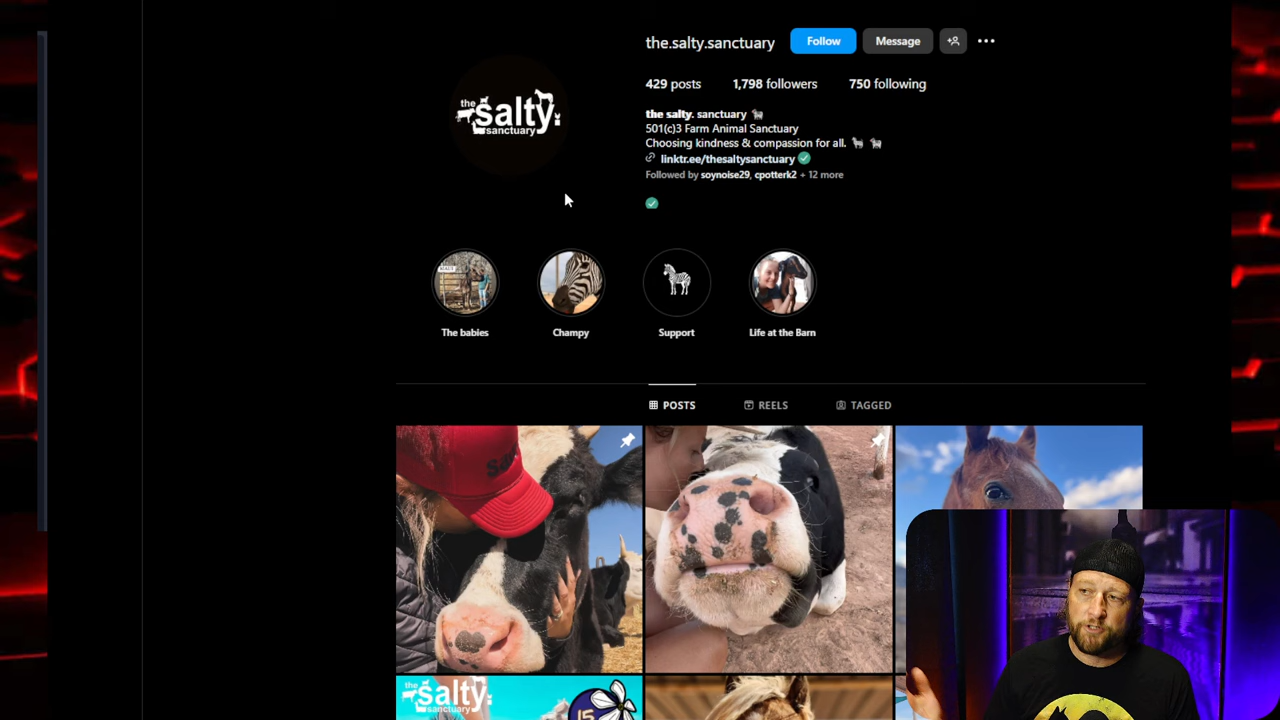 the.salty.sanctuary Follow Message
429 posts 1,798 followers 750 following
the
salty.
sanctuary
the salty. sanctuary
501(c)3 Farm Animal Sanctuary
Choosing kindness & compassion for all.
linktr.ee/thesaltysanctuary
Followed by soynoise29, cpotterk2 + 12 more
The babies Champy Support Life at the Barn
POSTS REELS TAGGED
the
salty.
sanctuary
15